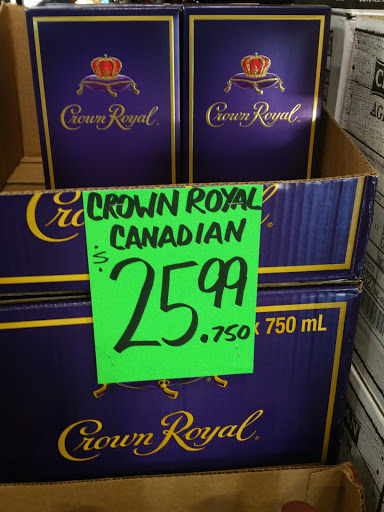 Crown Royal
Crown Royal
CROWN ROYAL
CANADIAN
$25.99
.750
x 750 mL
Crown Royal